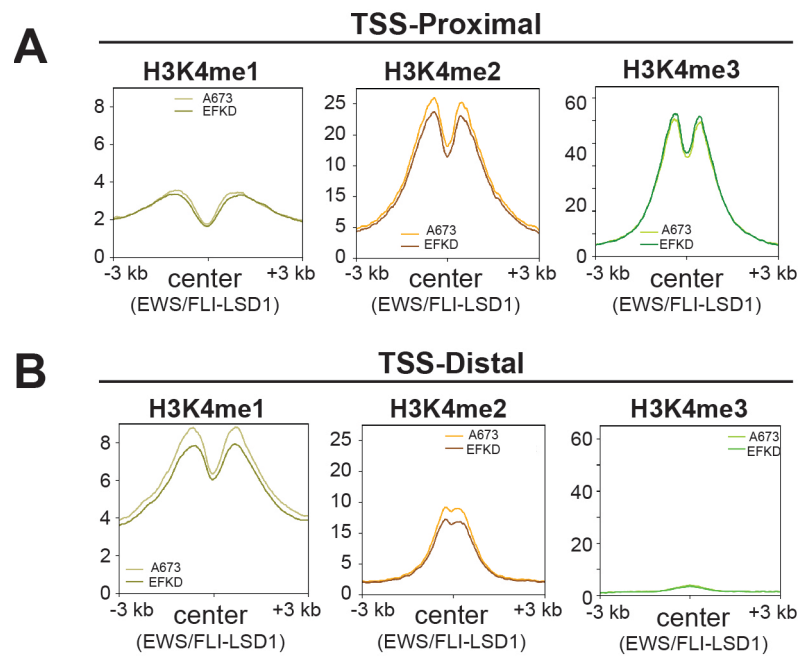 A
TSS-Proximal
H3K4me1
H3K4me2
H3K4me3
8
6
4
2
0
A673
EFKD
25
20
10
15
5
0
A673
EFKD
60
40
20
0
A673
EFKD
-3 kb
center
+3 kb
(EWS/FLI-LSD1)
-3 kb
center
+3 kb
(EWS/FLI-LSD1)
-3 kb
center
+3 kb
(EWS/FLI-LSD1)
B
TSS-Distal
H3K4me1
H3K4me2
H3K4me3
8
6
4
2
0
A673
EFKD
25
20
10
15
5
0
A673
EFKD
60
40
20
0
A673
EFKD
-3 kb
center
+3 kb
(EWS/FLI-LSD1)
-3 kb
center
+3 kb
(EWS/FLI-LSD1)
-3 kb
center
+3 kb
(EWS/FLI-LSD1)